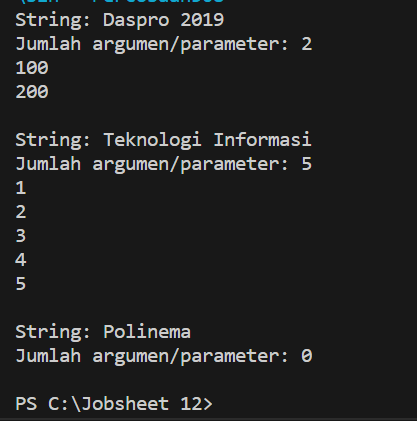 String: Daspro 2019
Jumlah argumen/parameter: 2
100
200
String: Teknologi Informasi
Jumlah argumen/parameter: 5
1
2
3
4
5
String: Polinema
Jumlah argumen/parameter: 0
PS C:\Jobsheet 12>